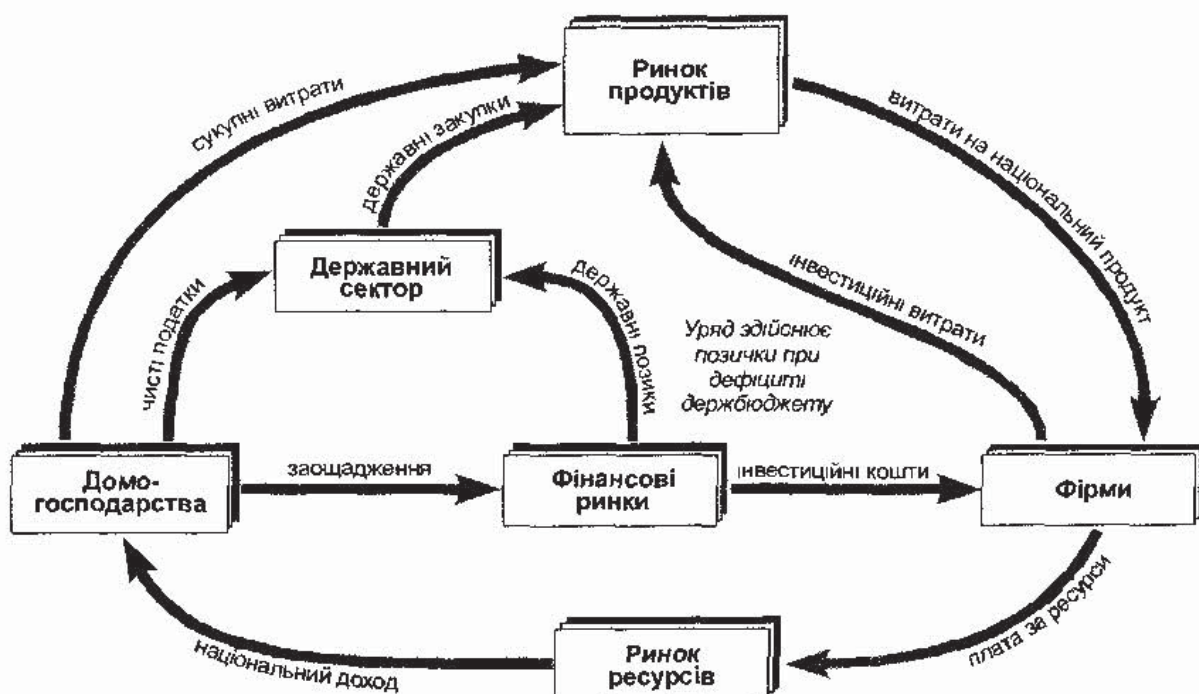 Ринок
продуктів
сукупні витрати
державні закупки
витрати на національний продукт
Державний
сектор
чисті податки
державні позики
інвестиційні витрати
Уряд здійснює
позички при
дефіциті
держбюджету
Домо-
господарства
заощадження
Фінансові
ринки
інвестиційні кошти
Фірми
національний доход
Ринок
ресурсів
плата за ресурси